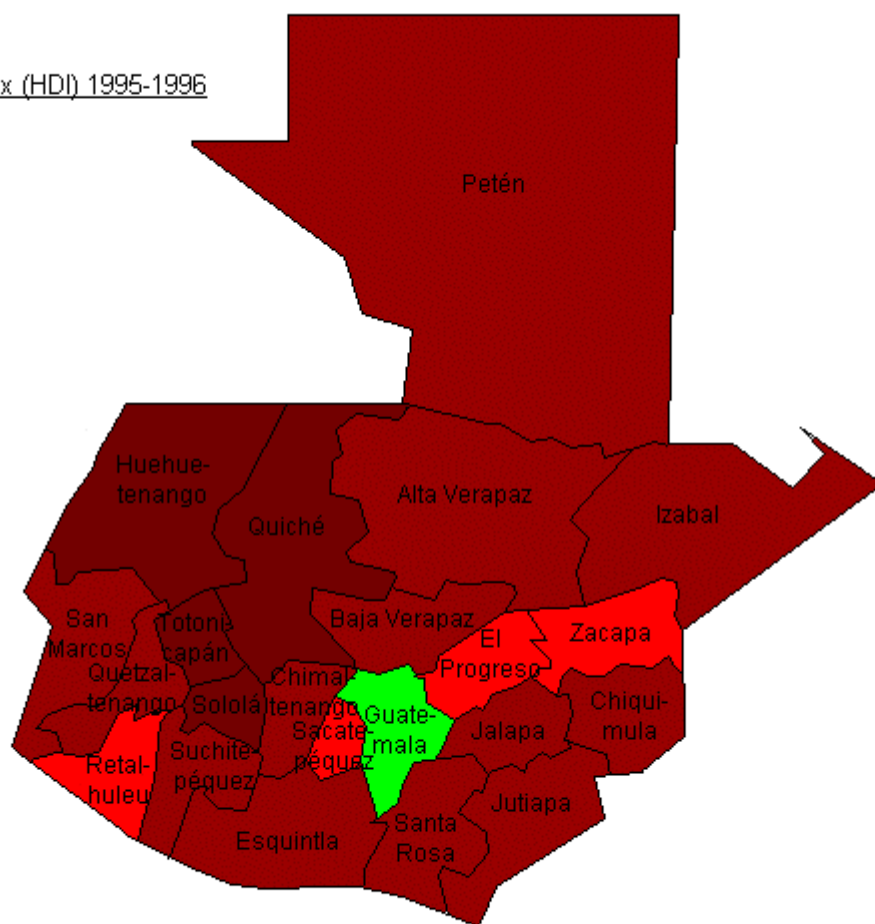 x (HDI) 1995-1996
Petén
Huehue-
tenango
Alta Verapaz
Quiché
Izabal
San
Marcos
Totoni-
capán
Baja Verapaz
El
Progreso
Zacapa
Quetzal-
tenango
Sololá
Chimal
tenango
Guate-
mala
Chiqui-
mula
Sacate-
péquez
Jalapa
Suchite-
péquez
Retal-
huleu
Jutiapa
Esquintla
Santa
Rosa